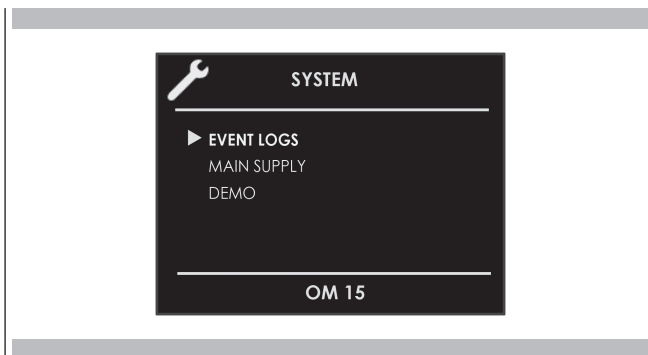 SYSTEM
EVENT LOGS
MAIN SUPPLY
DEMO
OM 15